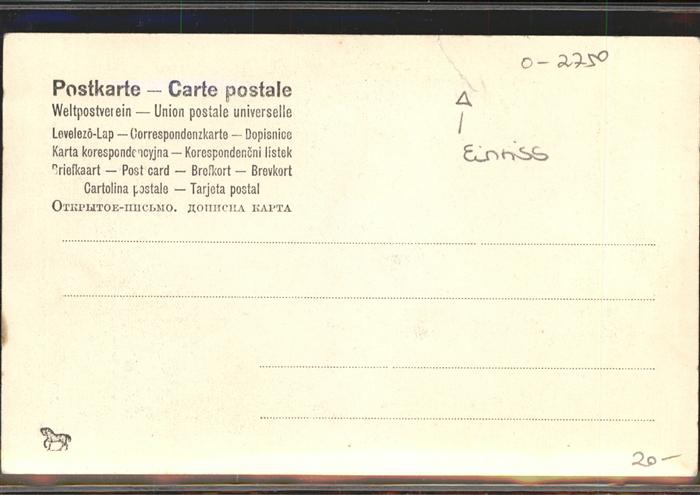 O-2750
Postkarte — Carte postale
Weltpostverein — Union postale universelle
Levelező-Lap — Correspondenzkarte — Dopisnice
Karta korespondencyjna — Korespondenční listek
Briefkaart — Post card — Brefkort — Brevkort
Cartolina postale — Tarjeta postal
Открытое-письмо. дописна карта
Einriss
20-